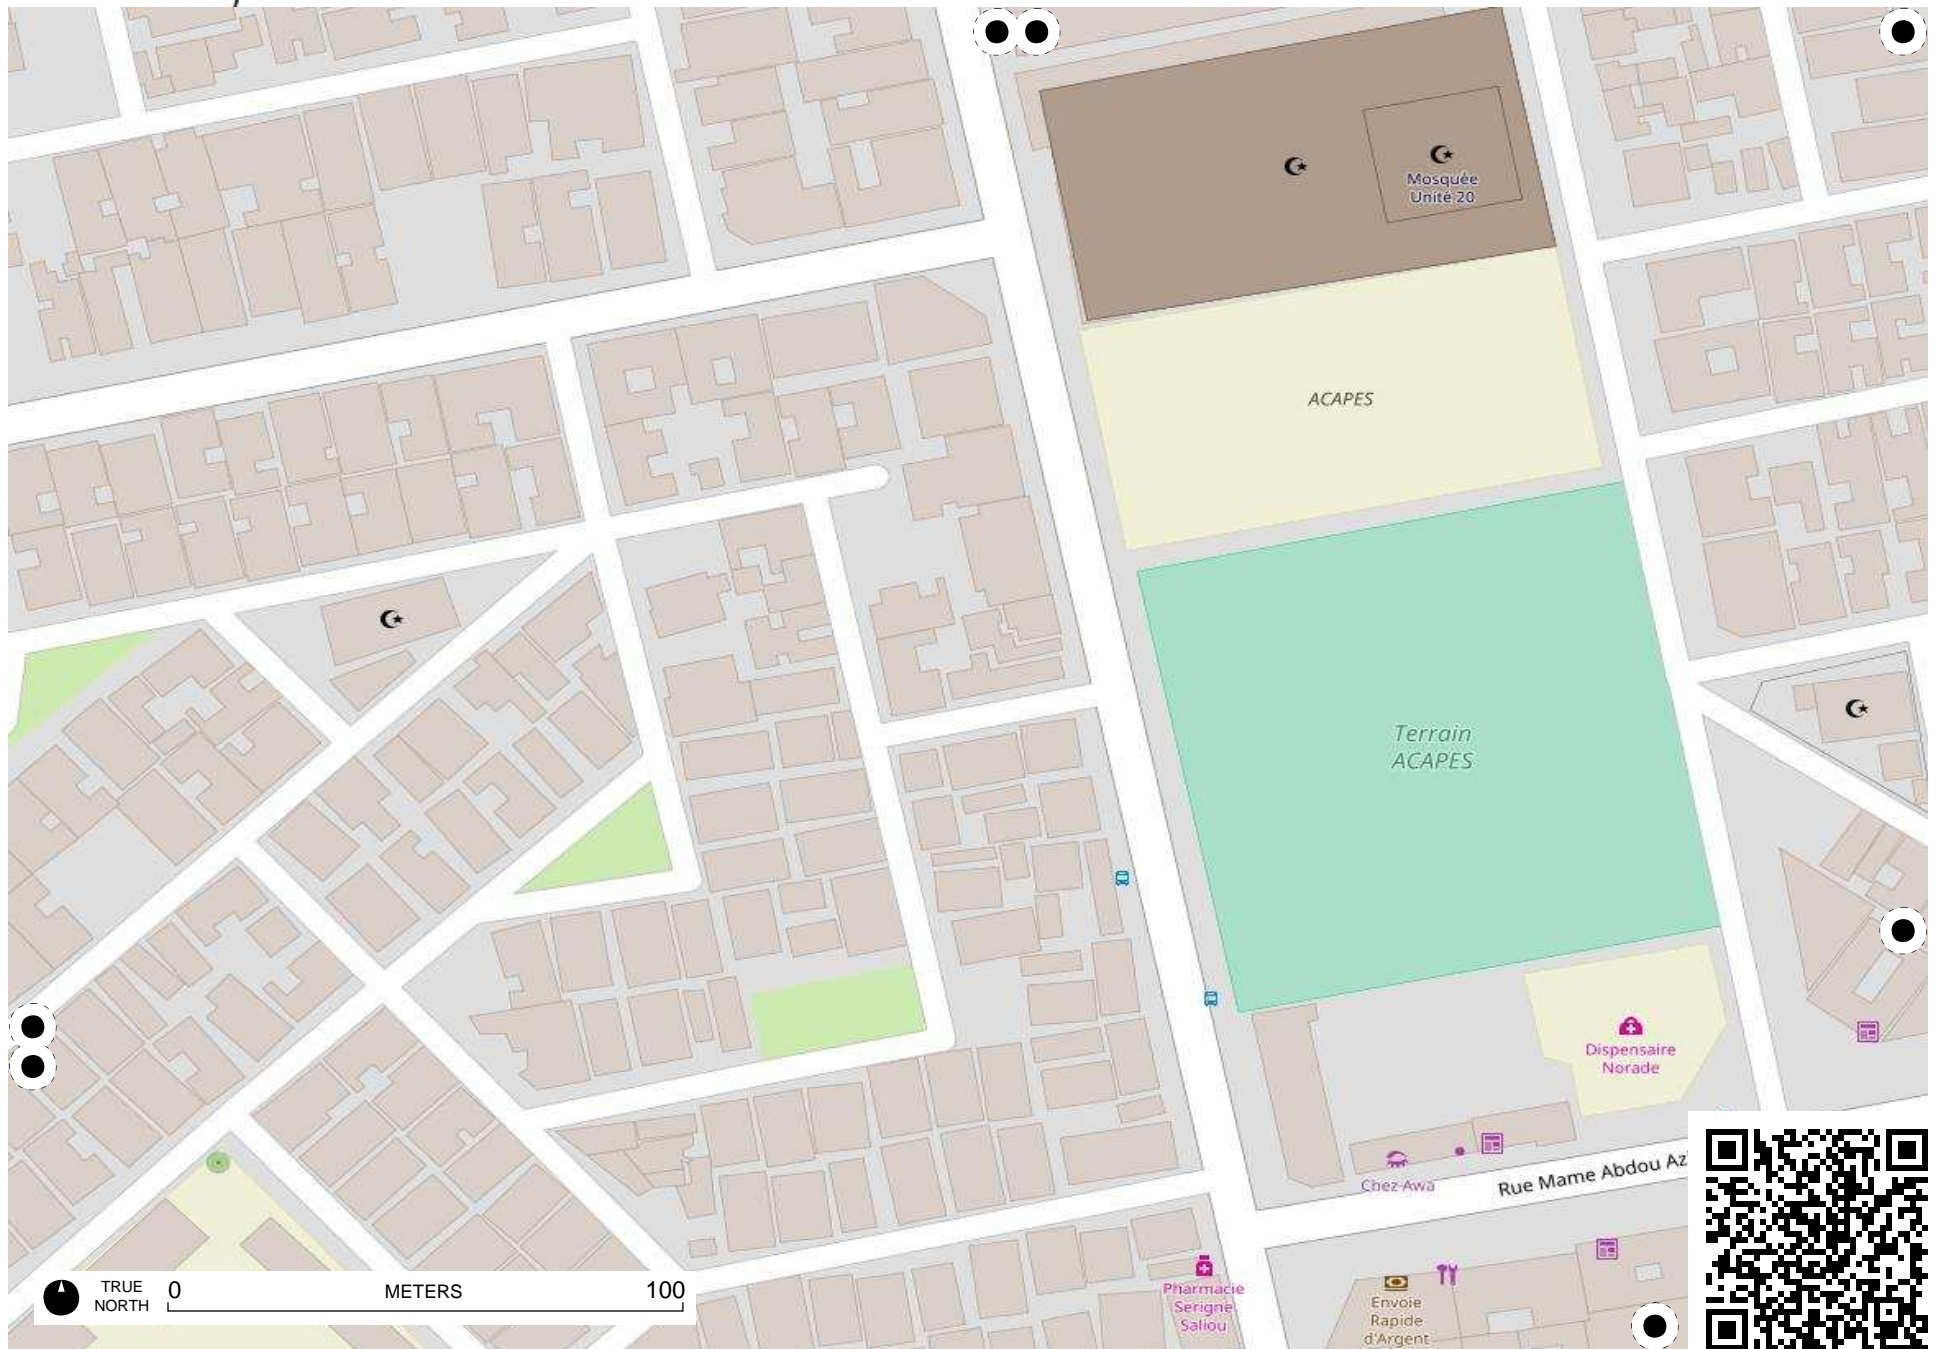 Mosquée
Unité 20
ACAPES
Terrain
ACAPES
Dispensaire
Norade
Chez Awa
Rue Mame Abdou Az
Pharmacie
Serigne
Saliou
Envoie
Rapide
d'Argent
TRUE
NORTH
0 METERS 100